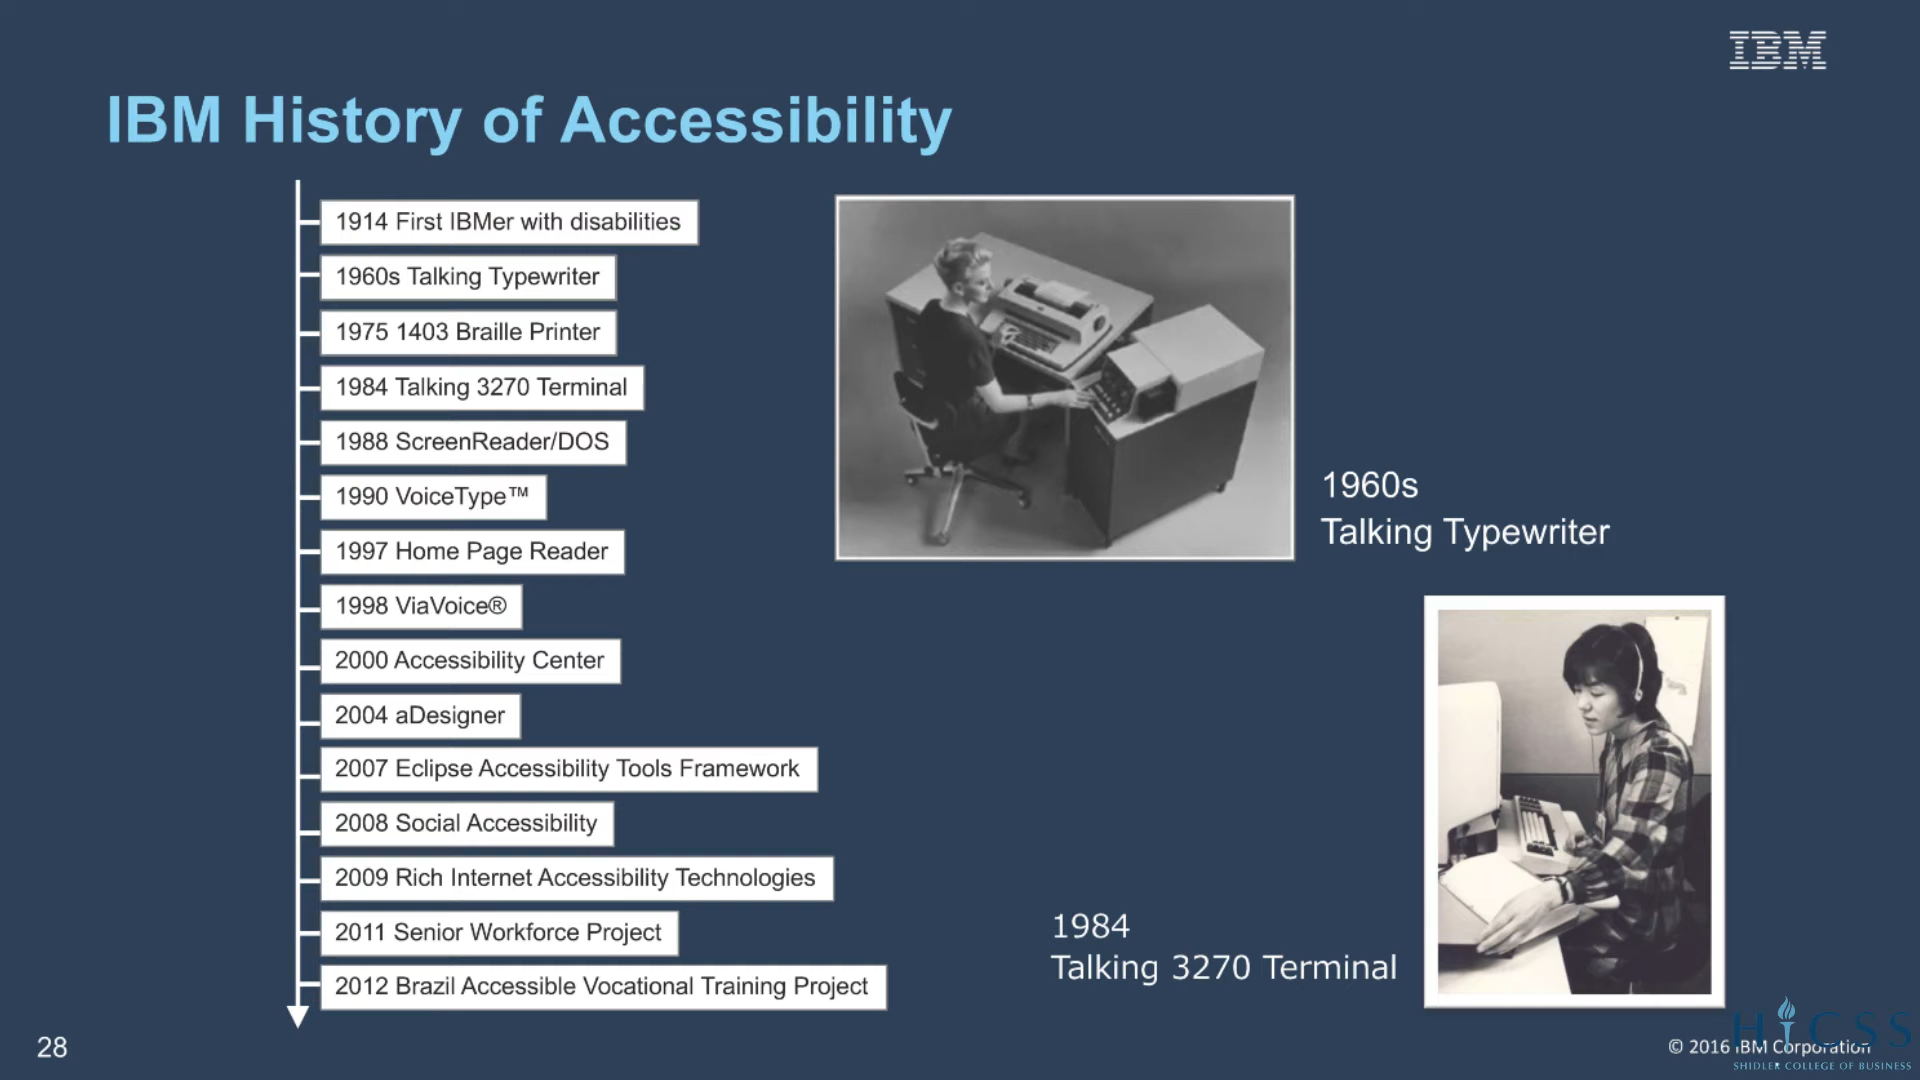 IBM
IBM History of Accessibility
1914 First IBMer with disabilities
1960s Talking Typewriter
1975 1403 Braille Printer
1984 Talking 3270 Terminal
1988 ScreenReader/DOS
1990 VoiceType™
1997 Home Page Reader
1998 ViaVoice®
2000 Accessibility Center
2004 aDesigner
2007 Eclipse Accessibility Tools Framework
2008 Social Accessibility
2009 Rich Internet Accessibility Technologies
2011 Senior Workforce Project
2012 Brazil Accessible Vocational Training Project
1960s
Talking Typewriter
1984
Talking 3270 Terminal
28
© 2016 IBM Corporation
HICSS
SHIDLER COLLEGE OF BUSINESS